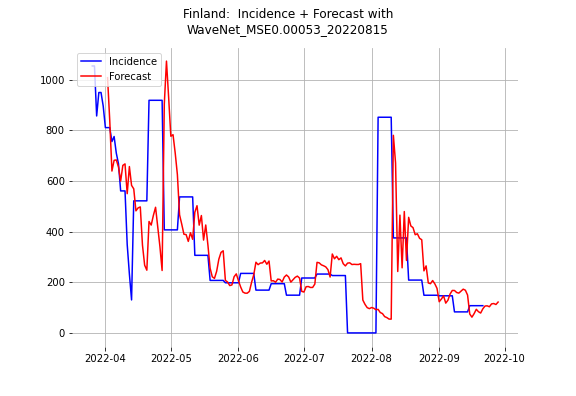 Finland:  Incidence + Forecast with
WaveNet_MSE0.00053_20220815
Incidence
Forecast
1000
800
600
400
200
0
2022-04 2022-05 2022-06 2022-07 2022-08 2022-09 2022-10